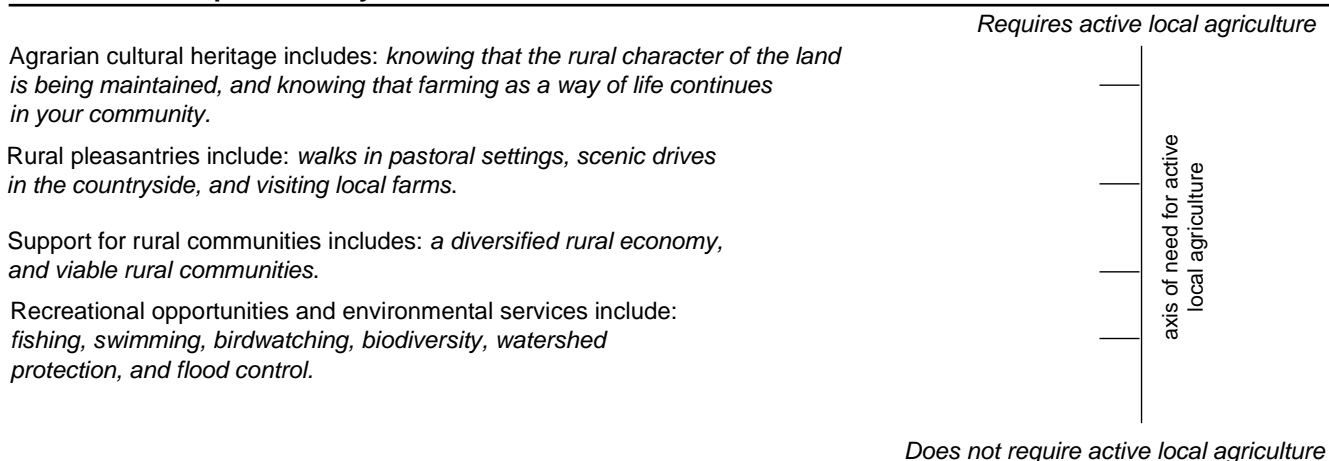 Requires active local agriculture
Agrarian cultural heritage includes: knowing that the rural character of the land
is being maintained, and knowing that farming as a way of life continues
in your community.
Rural pleasantries include: walks in pastoral settings, scenic drives
in the countryside, and visiting local farms.
Support for rural communities includes: a diversified rural economy,
and viable rural communities.
Recreational opportunities and environmental services include:
fishing, swimming, birdwatching, biodiversity, watershed
protection, and flood control.
axis of need for active
local agriculture
Does not require active local agriculture